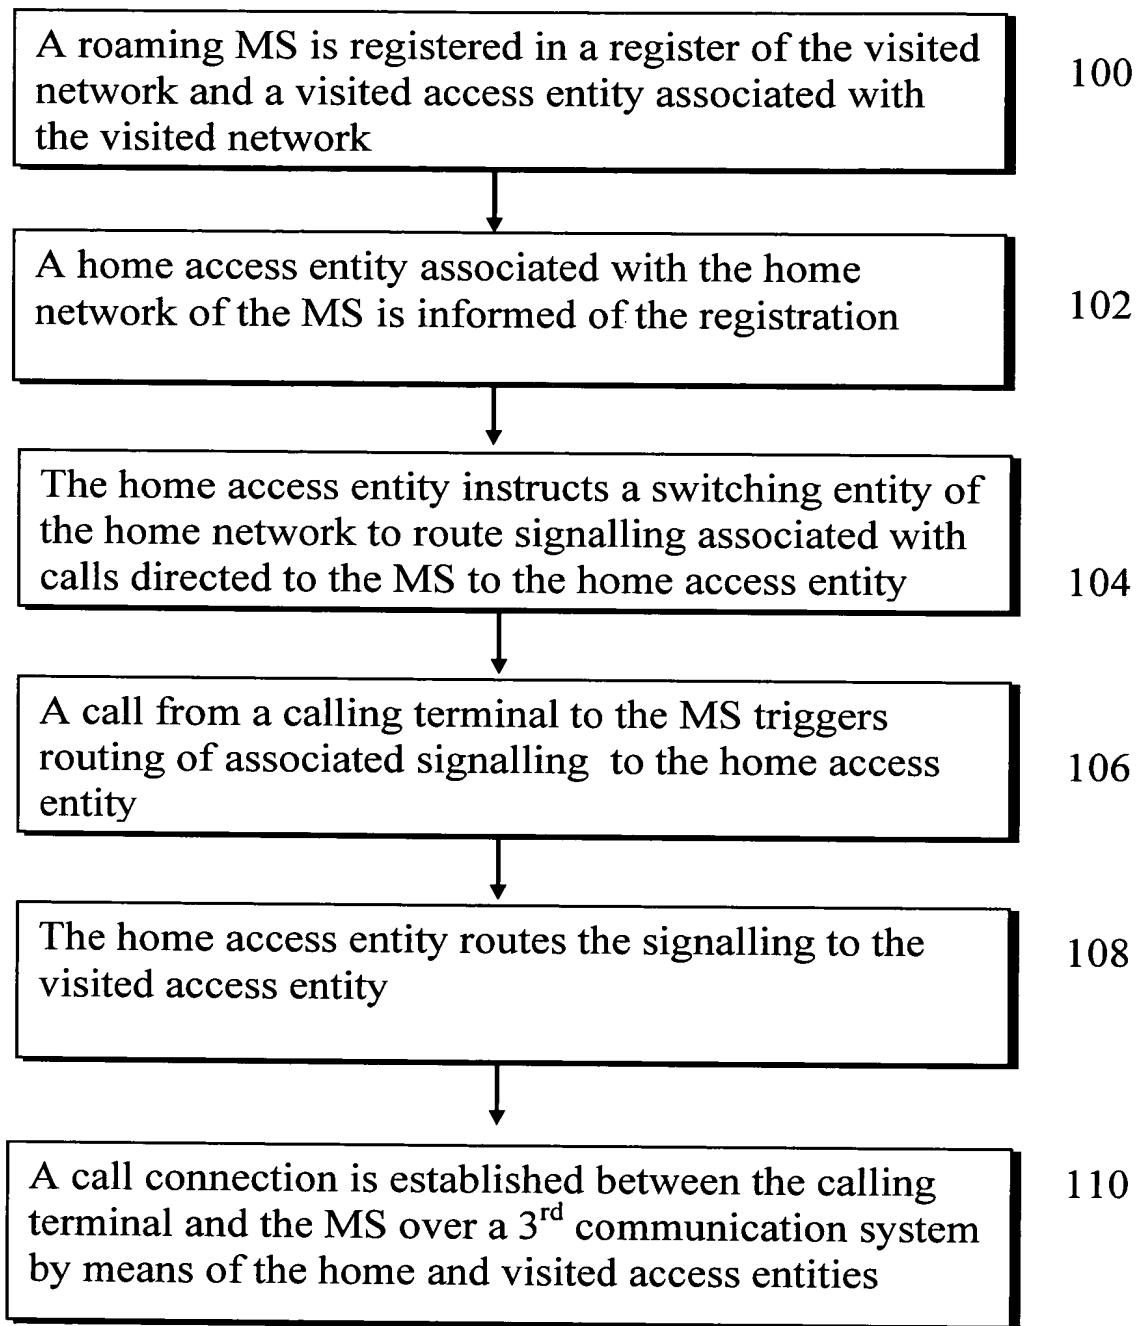 A roaming MS is registered in a register of the visited
network and a visited access entity associated with
the visited network
100
A home access entity associated with the home
network of the MS is informed of the registration
102
The home access entity instructs a switching entity of
the home network to route signalling associated with
calls directed to the MS to the home access entity
104
A call from a calling terminal to the MS triggers
routing of associated signalling to the home access
entity
106
The home access entity routes the signalling to the
visited access entity
108
A call connection is established between the calling
terminal and the MS over a 3rd communication system
by means of the home and visited access entities
110